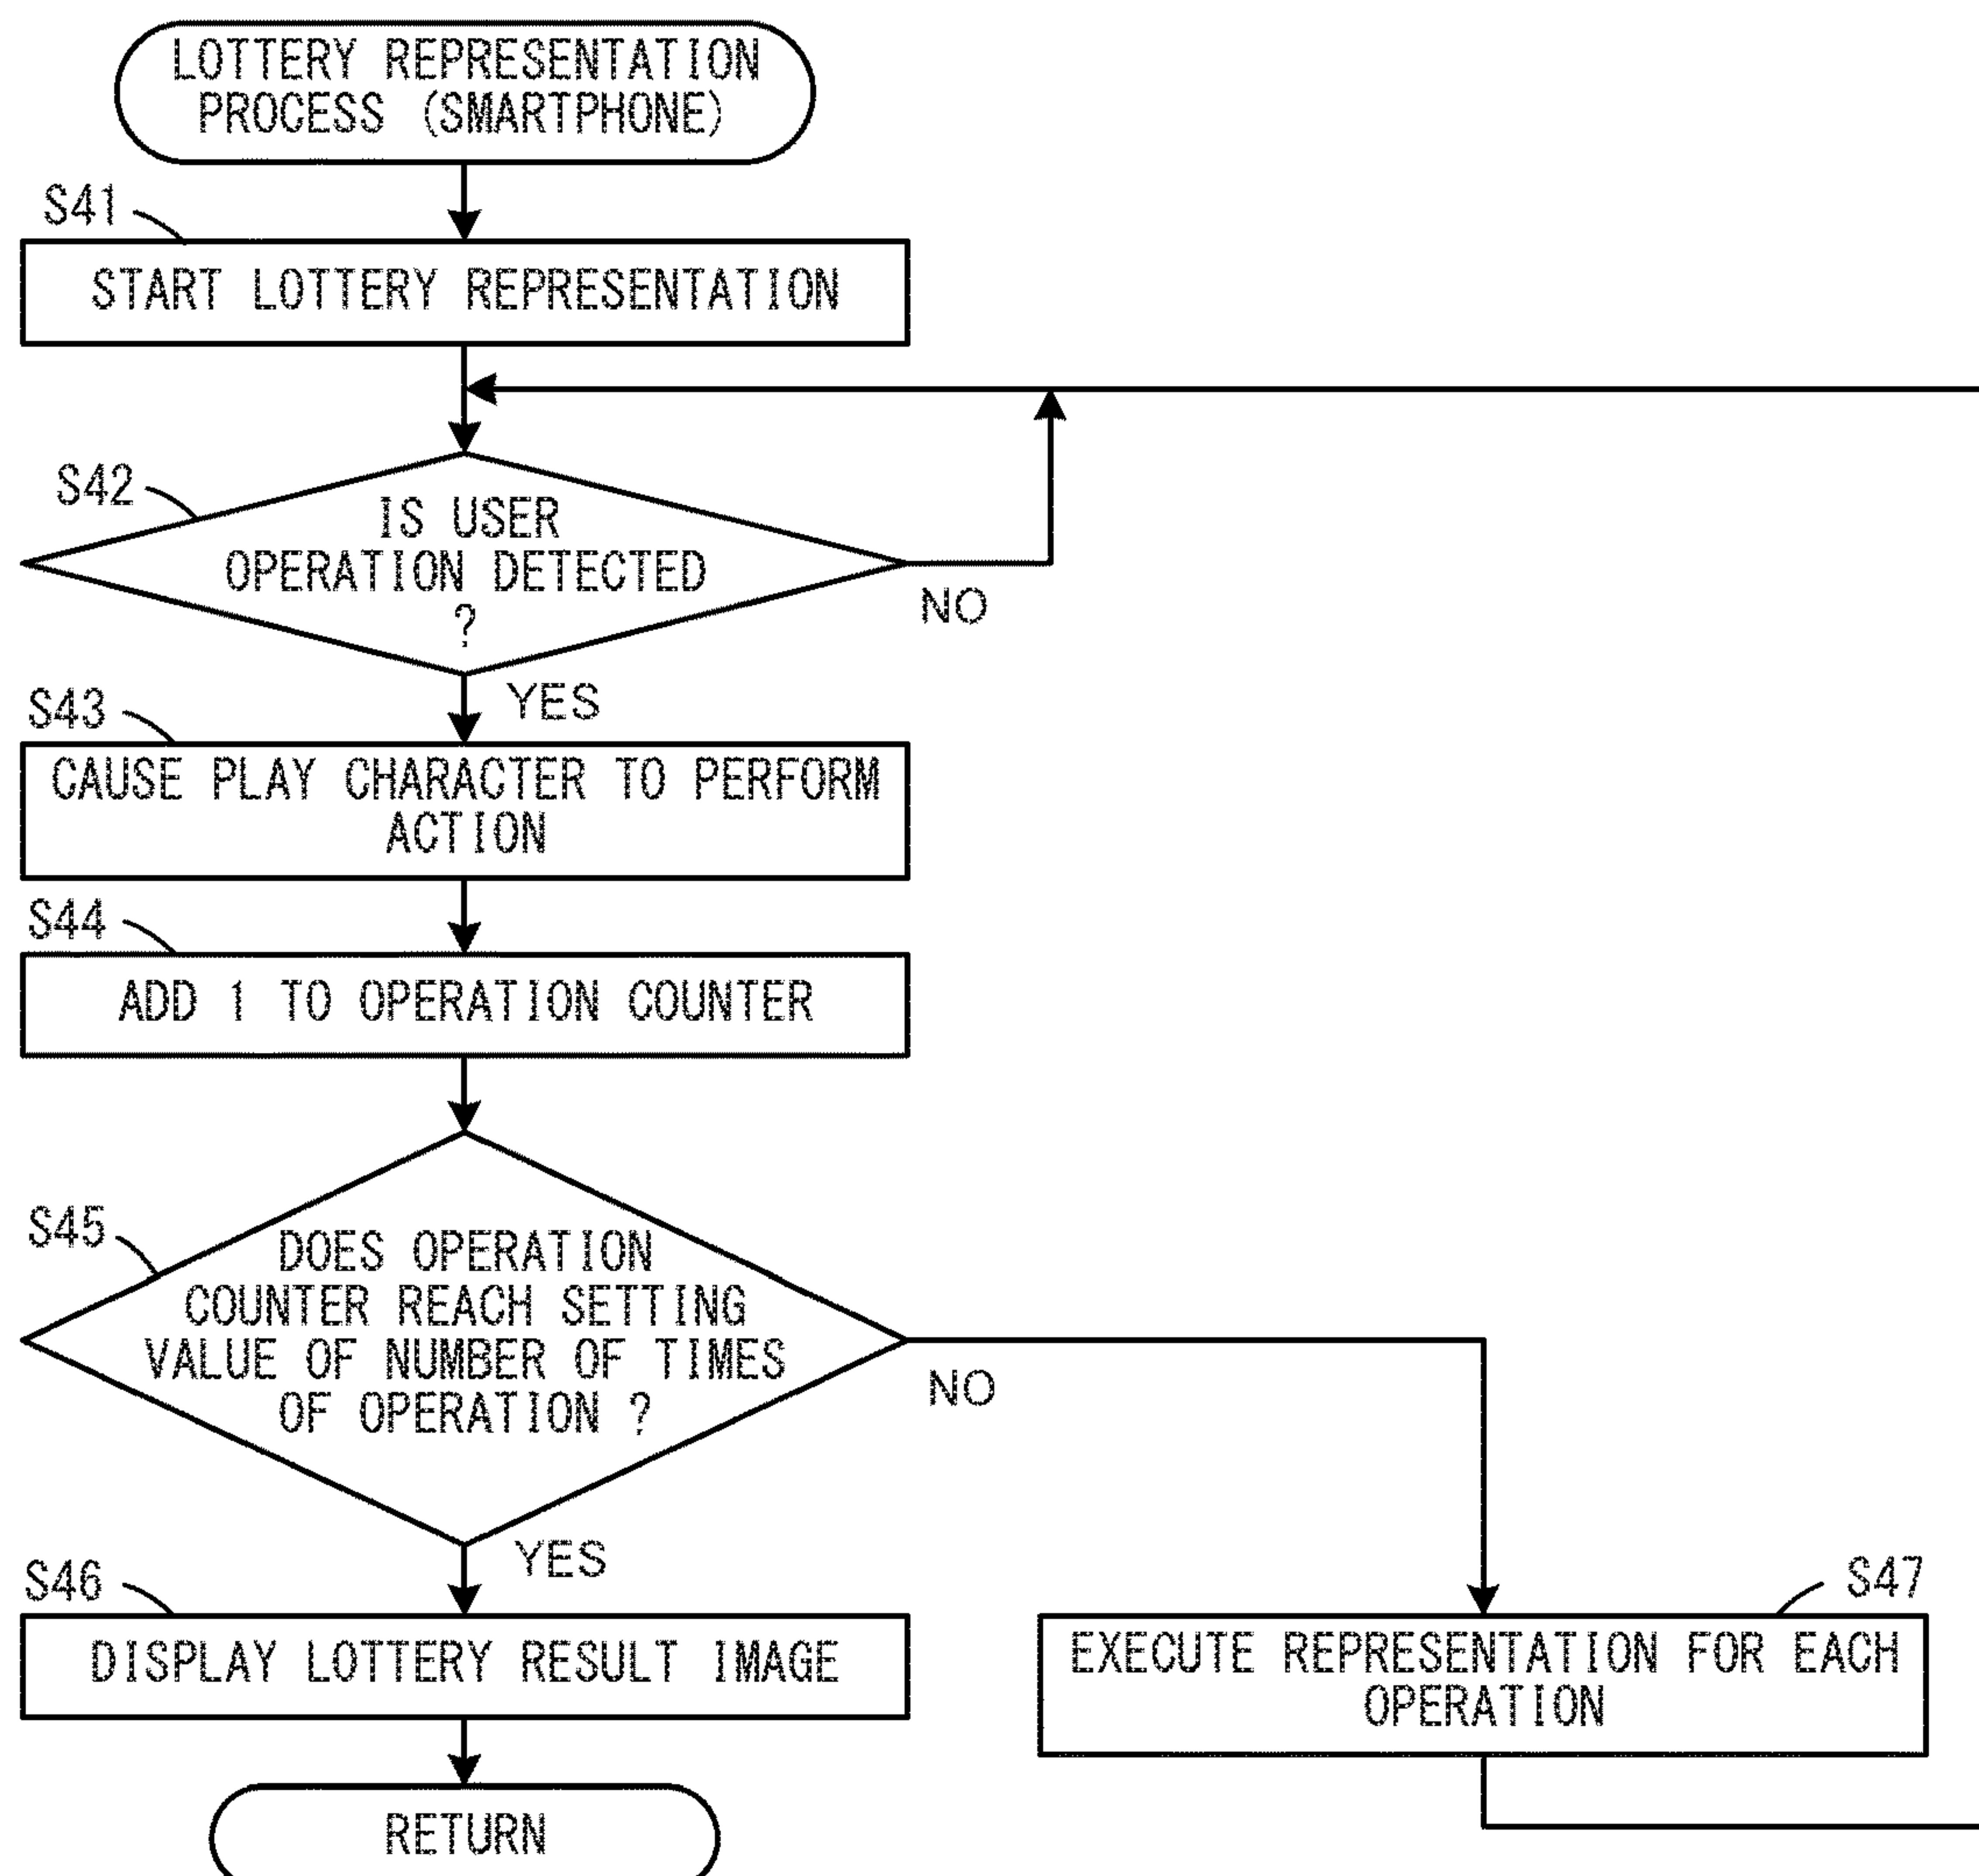 LOTTERY REPRESENTATION
PROCESS (SMARTPHONE)
S41
START LOTTERY REPRESENTATION
S42
IS USER
OPERATION DETECTED
?
NO
YES
S43
CAUSE PLAY CHARACTER TO PERFORM
ACTION
S44
ADD 1 TO OPERATION COUNTER
S45
DOES OPERATION
COUNTER REACH SETTING
VALUE OF NUMBER OF TIMES
OF OPERATION ?
NO
YES
S46
DISPLAY LOTTERY RESULT IMAGE
S47
EXECUTE REPRESENTATION FOR EACH
OPERATION
RETURN